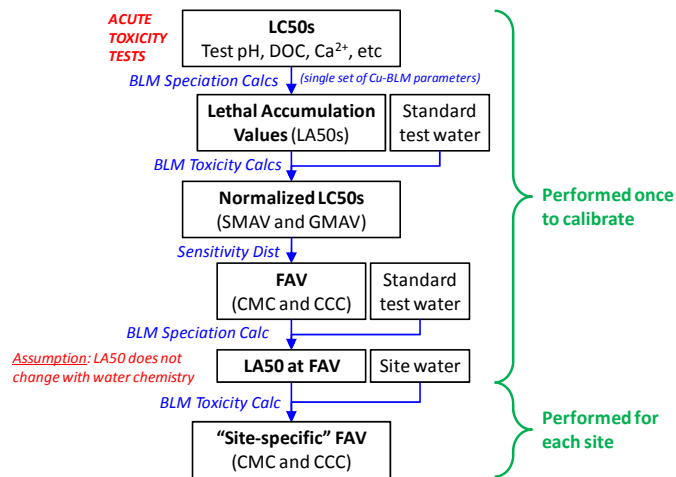 ACUTE
TOXICITY
TESTS
LC50s
Test pH, DOC, Ca²⁺, etc
BLM Speciation Calcs
(single set of Cu-BLM parameters)
Lethal Accumulation
Values (LA50s)
Standard
test water
BLM Toxicity Calcs
Normalized LC50s
(SMAV and GMAV)
Performed once
to calibrate
Sensitivity Dist
FAV
(CMC and CCC)
Standard
test water
BLM Speciation Calc
Assumption: LA50 does not
change with water chemistry
LA50 at FAV
Site water
BLM Toxicity Calc
“Site-specific” FAV
(CMC and CCC)
Performed for
each site